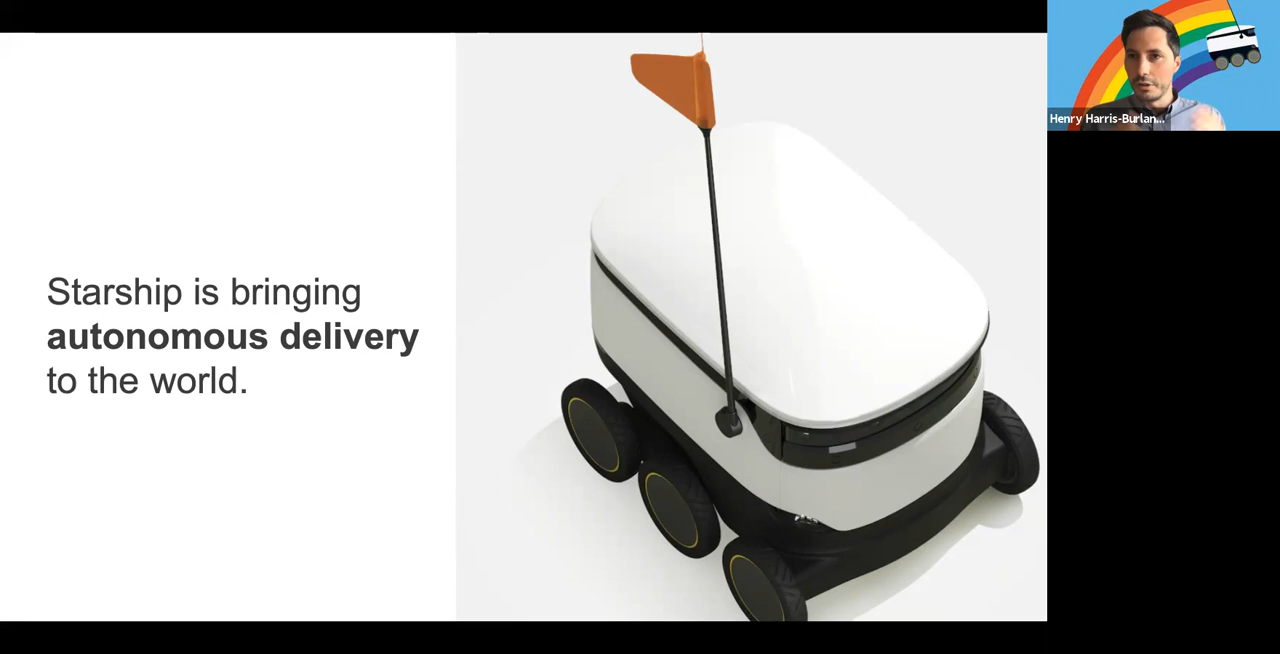 Starship is bringing
autonomous delivery
to the world.
Henry Harris-Burlan...